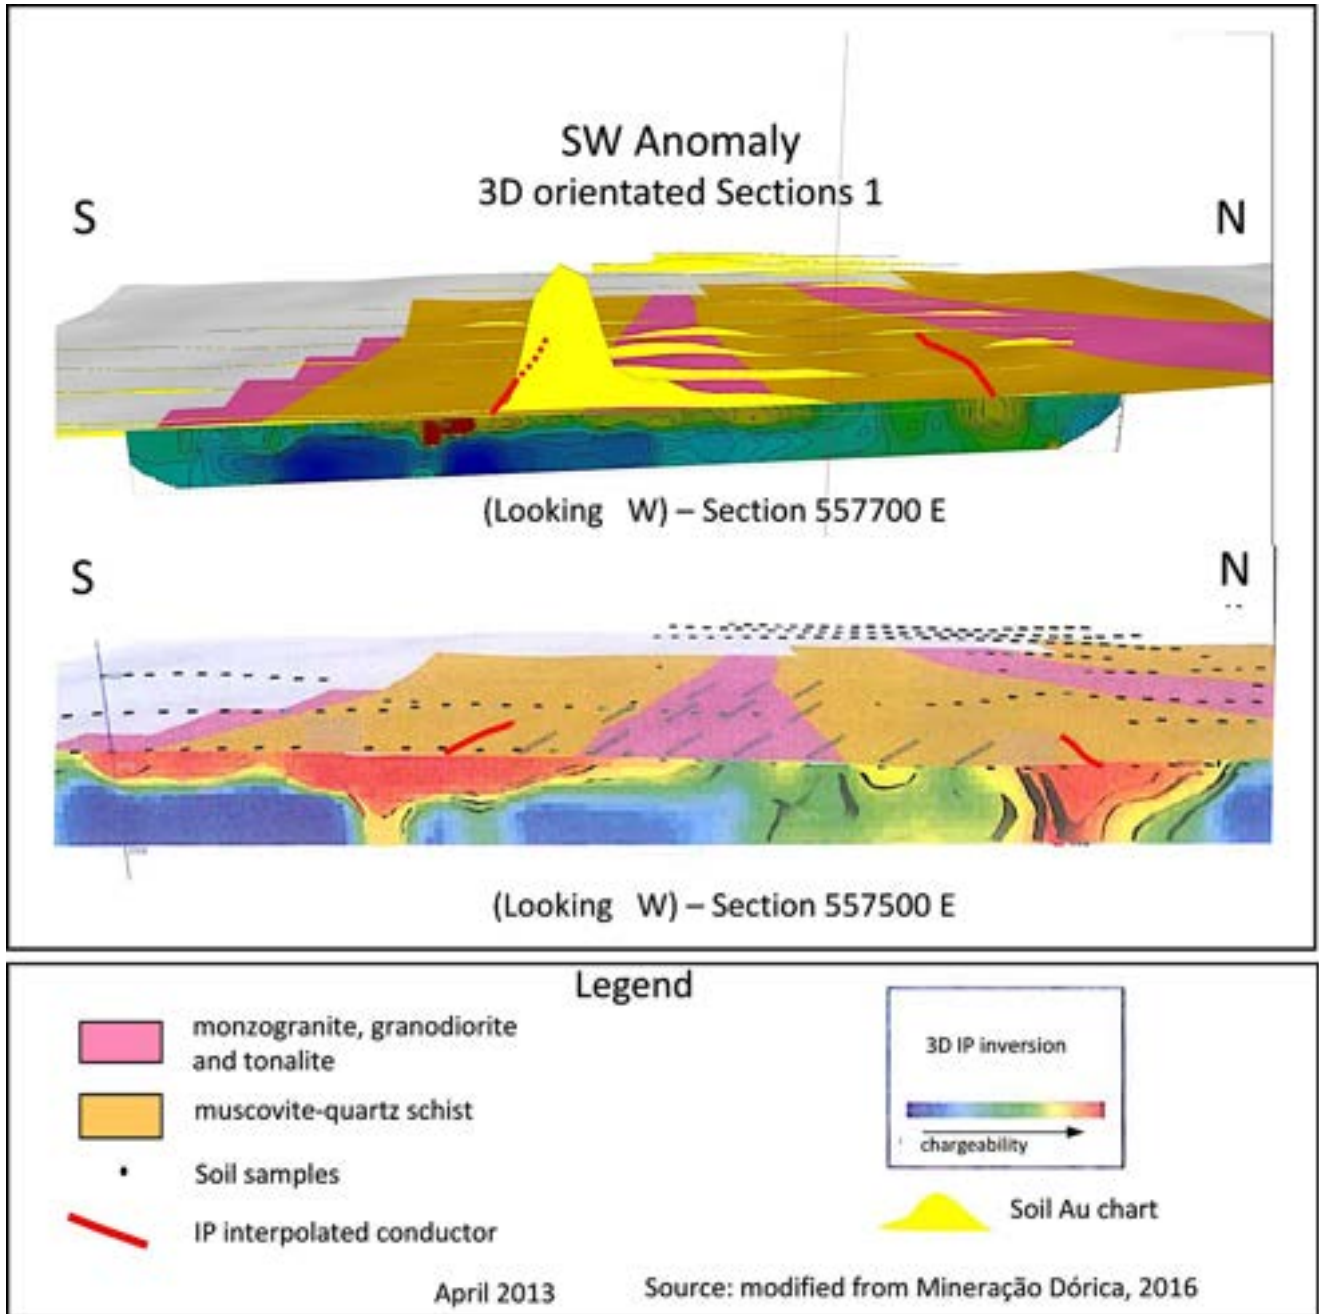 SW Anomaly
3D orientated Sections 1
S
N
(Looking W) – Section 557700 E
S
N
(Looking W) – Section 557500 E
Legend
monzogranite, granodiorite
and tonalite
muscovite-quartz schist
Soil samples
IP interpolated conductor
3D IP inversion
chargeability
Soil Au chart
April 2013
Source: modified from Mineração Dórica, 2016